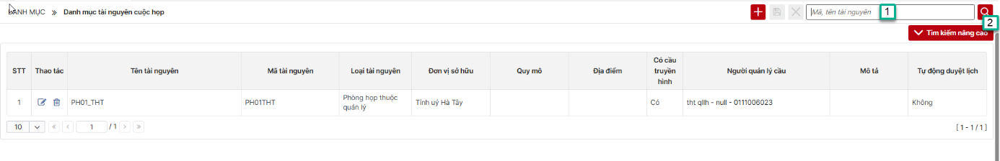 DANH MỤC » Danh mục tài nguyên cuộc họp
Mã, tên tài nguyên
1
2
Tìm kiếm nâng cao
STT Thao tác Tên tài nguyên Mã tài nguyên Loại tài nguyên Đơn vị sở hữu Quy mô Địa điểm Có cầu truyền hình Người quản lý cầu Mô tả Tự động duyệt lịch
1 PH01_THT PH01THT Phòng họp thuộc quản lý Tỉnh uỷ Hà Tây Có tht qllh - null - 0111006023 Không
10 « ‹ 1 / 1 › » [ 1 - 1 / 1 ]